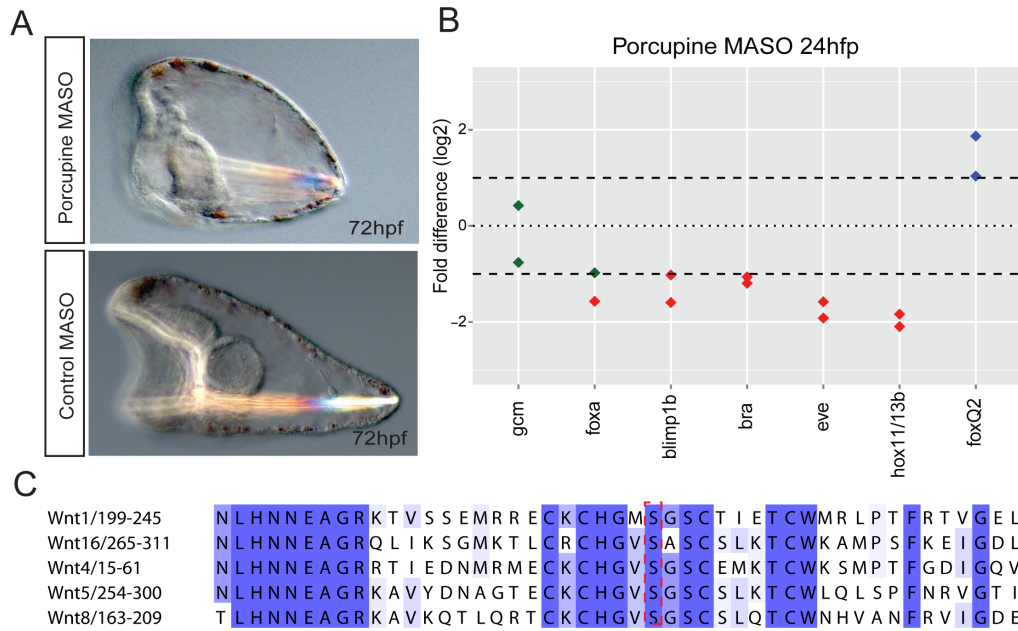 A
Porcupine MASO
72hpf
Control MASO
72hpf
B
Porcupine MASO 24hfp
Fold difference (log2)
2
0
−2
gcm
foxa
blimp1b
bra
eve
hox11/13b
foxQ2
C
Wnt1/199-245 NLHNNEAGRKTVSSEMRRECKCHGMSGSCTIETCWMRLPTFRTVGEL
Wnt16/265-311 NLHNNEAGRQLIKSGMKTLCRCHGVSASCSLKTCWKAMPSFKEIGDL
Wnt4/15-61 NLHNNEAGRRTIEDNMRMECKCHGVSGSCEMKTCWKSMPTFGDIGQV
Wnt5/254-300 NLHNNEAGRKAVYDNAGTECKCHGVSGSCSLKTCWLQLSPFNRVGTI
Wnt8/163-209 TLHNNEAGRKAVKQTLQRTCKCHGVSGSCSLQTCWNHVANFRVIGDE